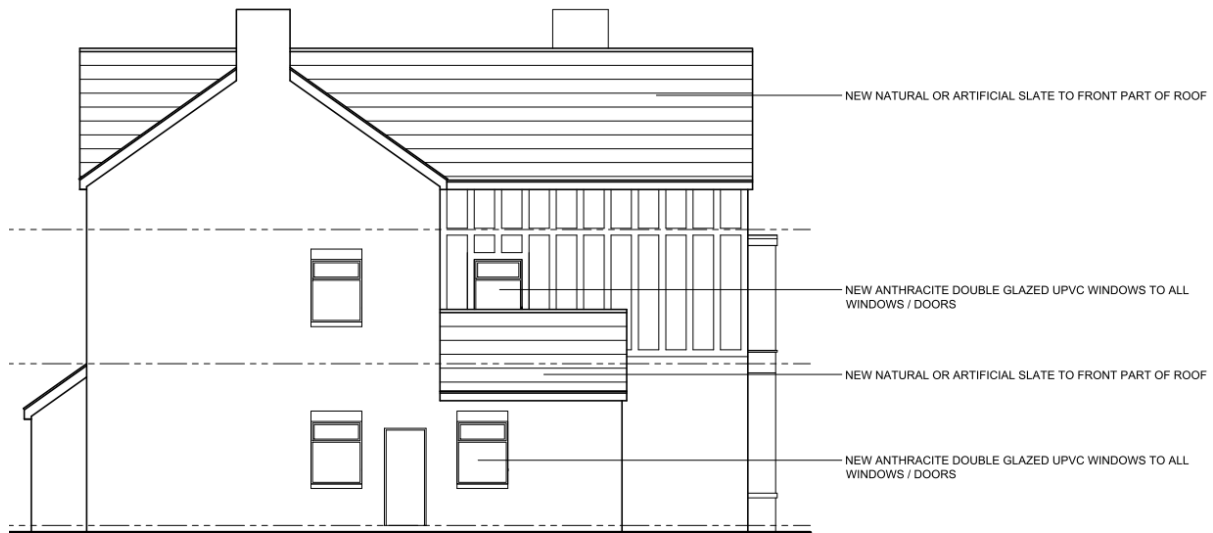 NEW NATURAL OR ARTIFICIAL SLATE TO FRONT PART OF ROOF
NEW ANTHRACITE DOUBLE GLAZED UPVC WINDOWS TO ALL
WINDOWS / DOORS
NEW NATURAL OR ARTIFICIAL SLATE TO FRONT PART OF ROOF
NEW ANTHRACITE DOUBLE GLAZED UPVC WINDOWS TO ALL
WINDOWS / DOORS